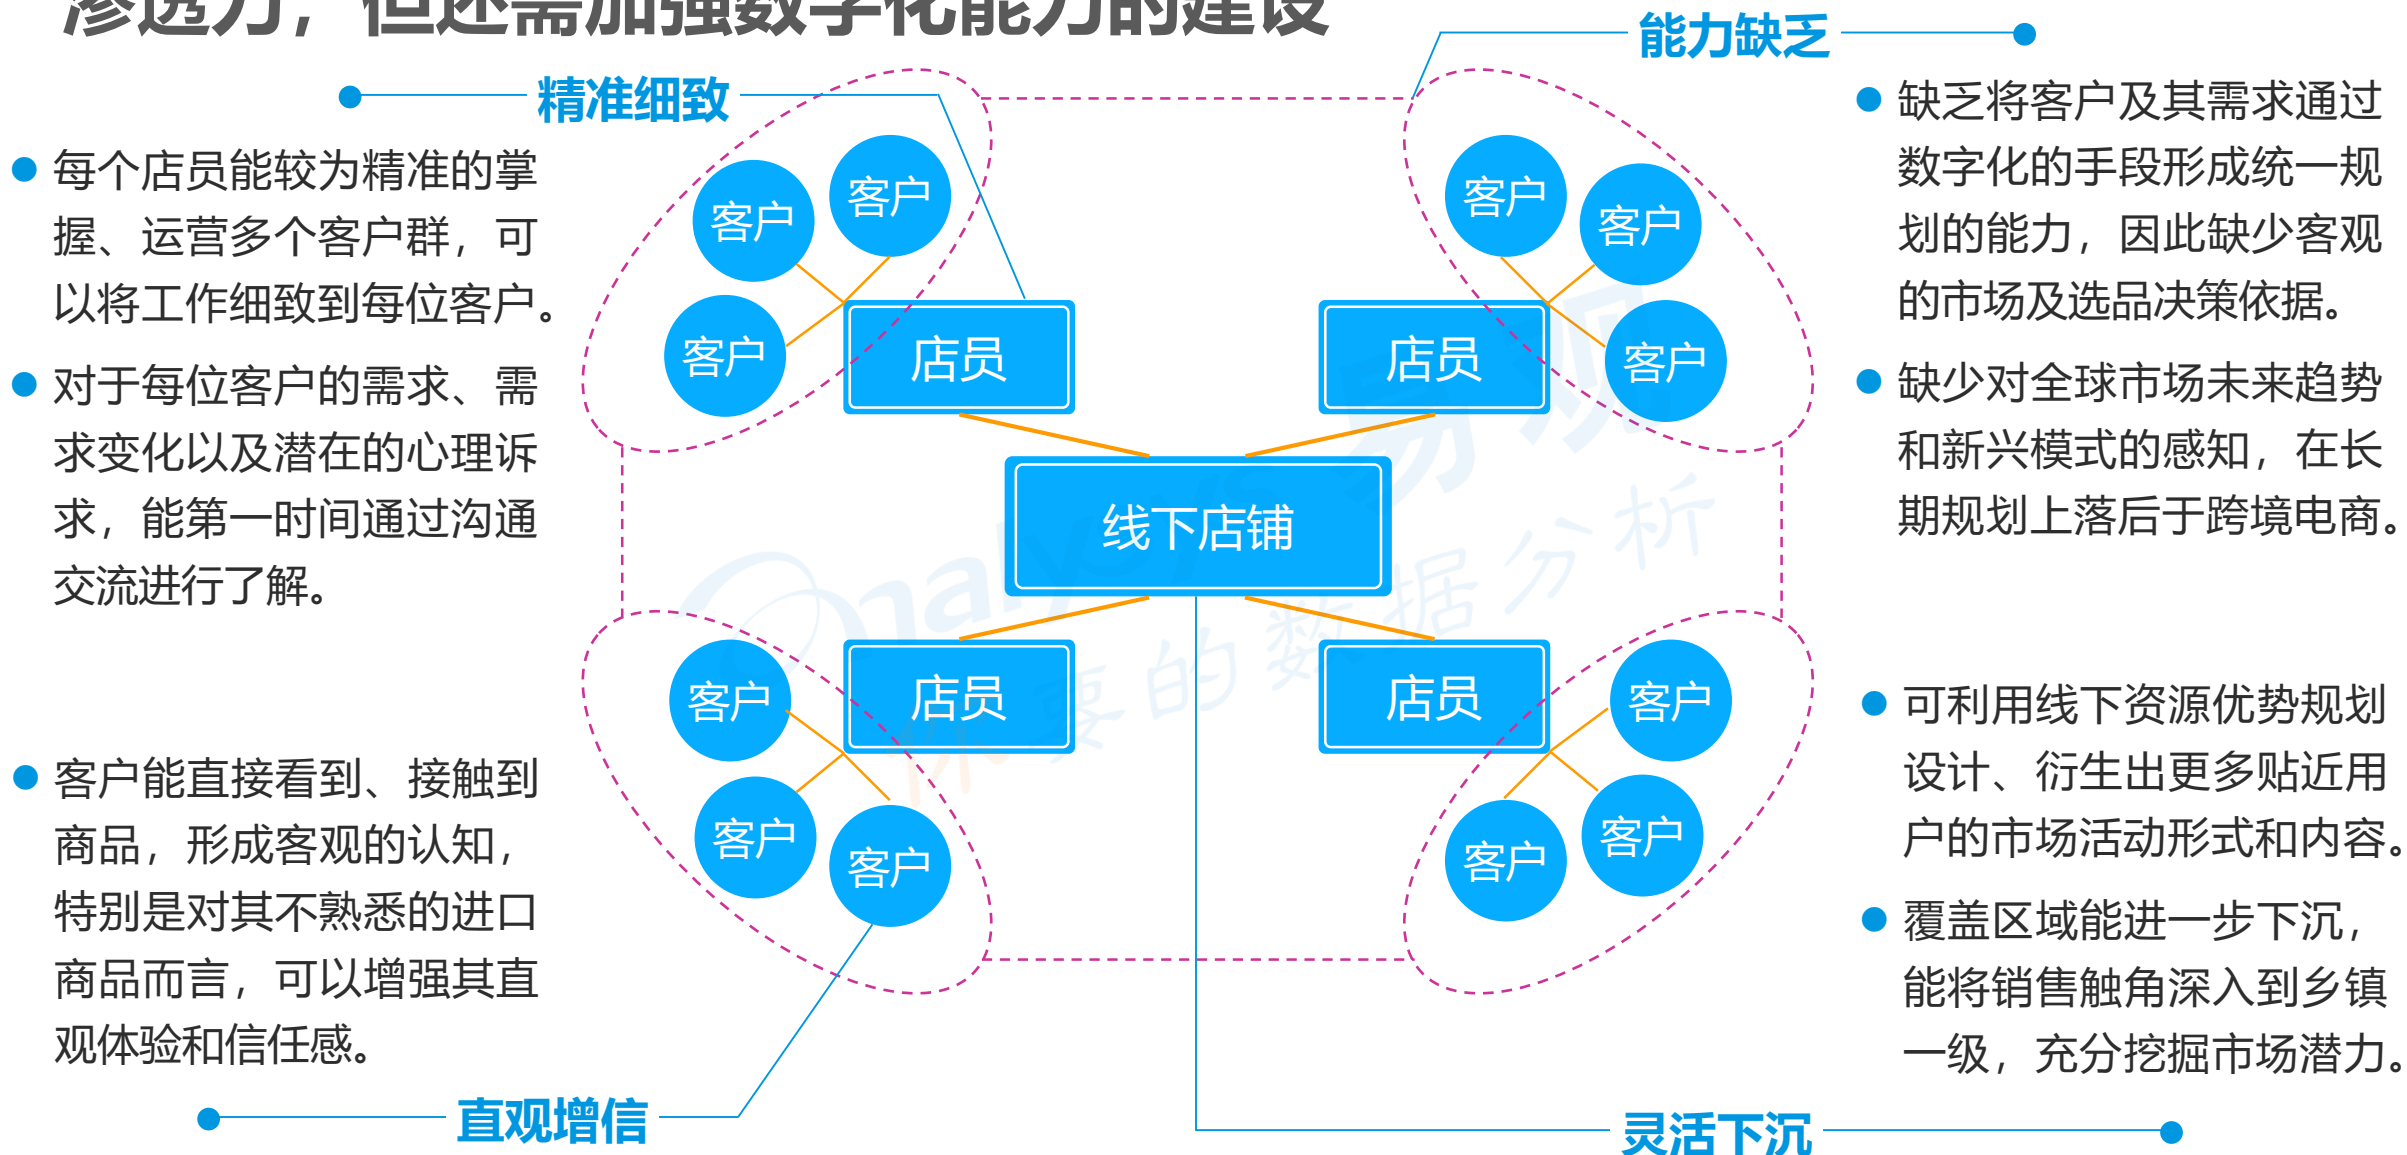 渗透力，但还需加强数字化能力的建设
能力缺乏
精准细致
每个店员能较为精准的掌
握、运营多个客户群，可
以将工作细致到每位客户。
对于每位客户的需求、需
求变化以及潜在的心理诉
求，能第一时间通过沟通
交流进行了解。
缺乏将客户及其需求通过
数字化的手段形成统一规
划的能力，因此缺少客观
的市场及选品决策依据。
缺少对全球市场未来趋势
和新兴模式的感知，在长
期规划上落后于跨境电商。
客户
客户
客户
店员
客户
客户
客户
店员
线下店铺
客户
客户
客户
店员
客户
客户
客户
店员
analysys 易观
你要的数据分析
客户能直接看到、接触到
商品，形成客观的认知，
特别是对其不熟悉的进口
商品而言，可以增强其直
观体验和信任感。
可利用线下资源优势规划
设计、衍生出更多贴近用
户的市场活动形式和内容。
覆盖区域能进一步下沉，
能将销售触角深入到乡镇
一级，充分挖掘市场潜力。
直观增信
灵活下沉